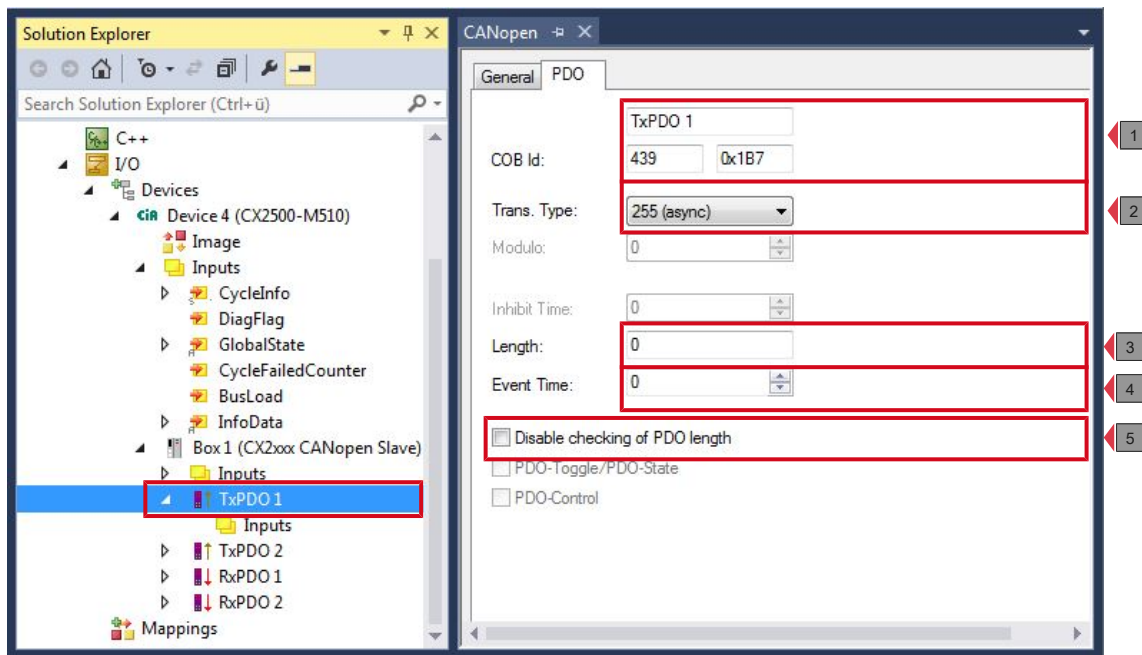 Solution Explorer
Search Solution Explorer (Ctrl+ü)
C++
I/O
Devices
CiA Device 4 (CX2500-M510)
Image
Inputs
CycleInfo
DiagFlag
GlobalState
CycleFailedCounter
BusLoad
InfoData
Box 1 (CX2xxx CANopen Slave)
Inputs
TxPDO 1
Inputs
TxPDO 2
RxPDO 1
RxPDO 2
Mappings
CANopen
General PDO
TxPDO 1
1
COB Id: 439 0x1B7
Trans. Type: 255 (async)
2
Modulo: 0
Inhibit Time: 0
Length: 0
3
Event Time: 0
4
Disable checking of PDO length
5
PDO-Toggle/PDO-State
PDO-Control